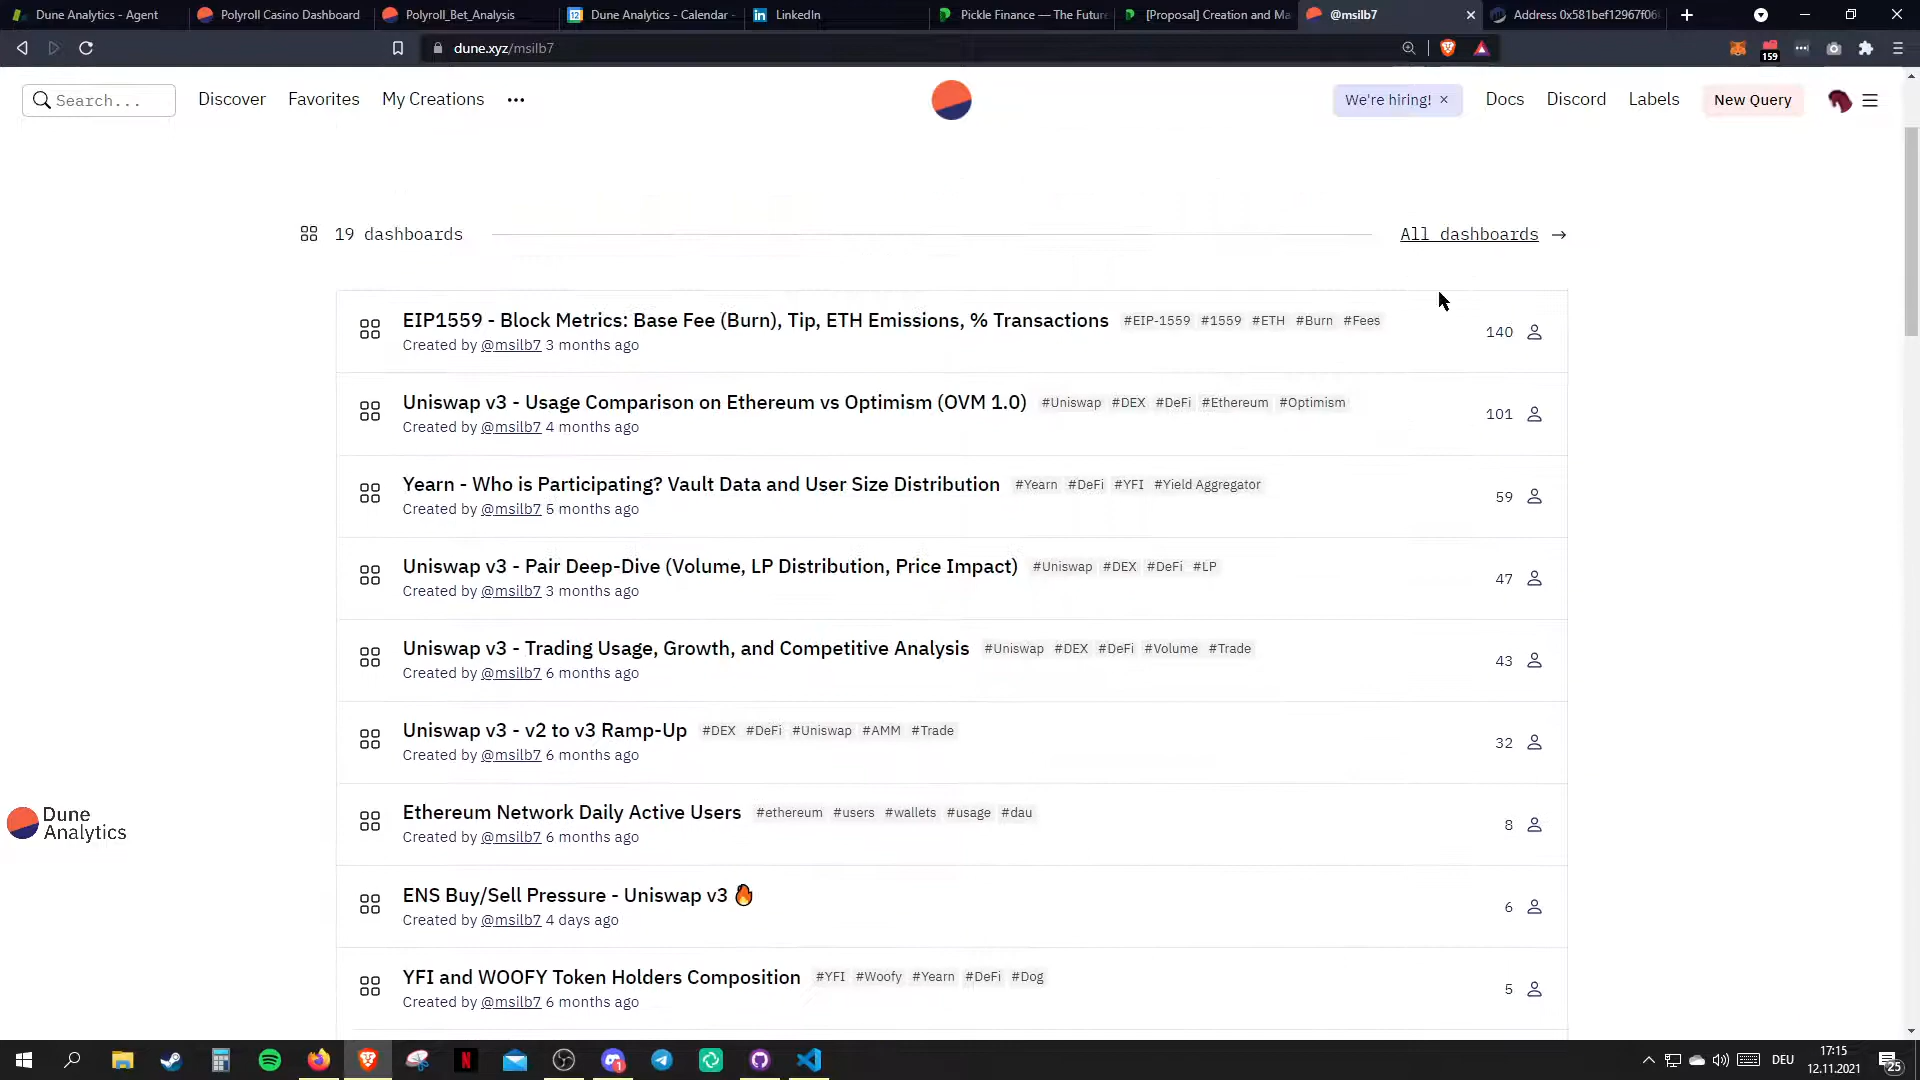 Dune Analytics - Agent
Polyroll Casino Dashboard
Polyroll_Bet_Analysis
Dune Analytics - Calendar -
LinkedIn
Pickle Finance — The Future
[Proposal] Creation and Ma
@msilb7
Address 0x581bef12967f06
dune.xyz/msilb7
159
Search...
Discover
Favorites
My Creations
We're hiring! ×
Docs
Discord
Labels
New Query
19 dashboards
All dashboards →
EIP1559 - Block Metrics: Base Fee (Burn), Tip, ETH Emissions, % Transactions #EIP-1559 #1559 #ETH #Burn #Fees
140
Created by @msilb7 3 months ago
Uniswap v3 - Usage Comparison on Ethereum vs Optimism (OVM 1.0) #Uniswap #DEX #DeFi #Ethereum #Optimism
101
Created by @msilb7 4 months ago
Yearn - Who is Participating? Vault Data and User Size Distribution #Yearn #DeFi #YFI #Yield Aggregator
59
Created by @msilb7 5 months ago
Uniswap v3 - Pair Deep-Dive (Volume, LP Distribution, Price Impact) #Uniswap #DEX #DeFi #LP
47
Created by @msilb7 3 months ago
Uniswap v3 - Trading Usage, Growth, and Competitive Analysis #Uniswap #DEX #DeFi #Volume #Trade
43
Created by @msilb7 6 months ago
Uniswap v3 - v2 to v3 Ramp-Up #DEX #DeFi #Uniswap #AMM #Trade
32
Created by @msilb7 6 months ago
Ethereum Network Daily Active Users #ethereum #users #wallets #usage #dau
8
Created by @msilb7 6 months ago
Dune
Analytics
ENS Buy/Sell Pressure - Uniswap v3 🔥
6
Created by @msilb7 4 days ago
YFI and WOOFY Token Holders Composition #YFI #Woofy #Yearn #DeFi #Dog
5
Created by @msilb7 6 months ago
DEU
17:15
12.11.2021
25